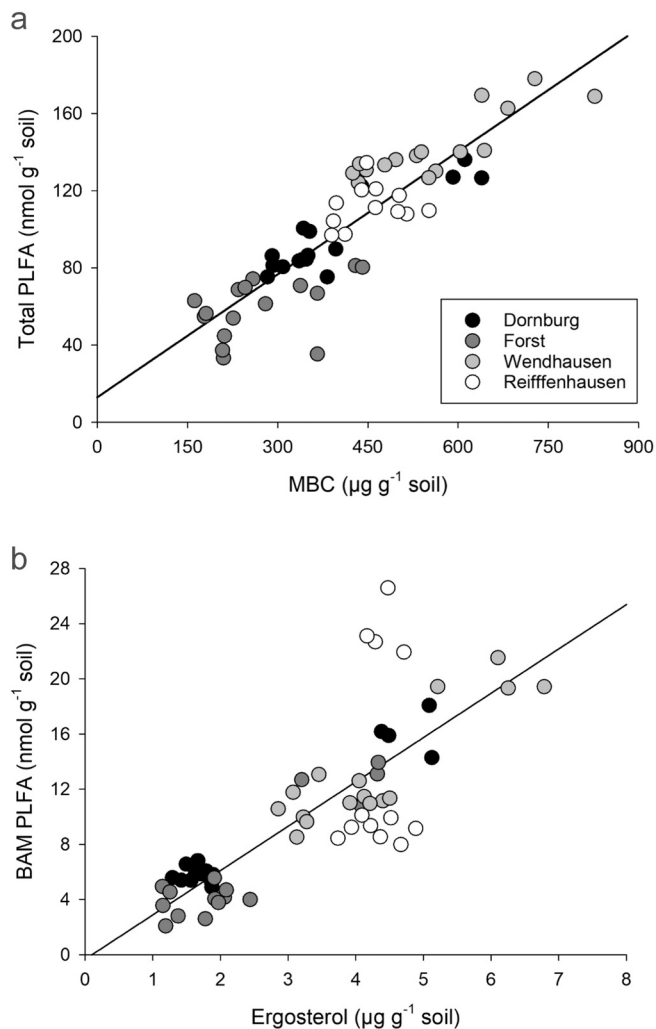 a
200
160
120
80
40
0
Total PLFA (nmol g⁻¹ soil)
Dornburg
Forst
Wendhausen
Reifffenhausen
0 150 300 450 600 750 900
MBC (µg g⁻¹ soil)
b
28
24
20
16
12
8
4
0
BAM PLFA (nmol g⁻¹ soil)
0 1 2 3 4 5 6 7 8
Ergosterol (µg g⁻¹ soil)